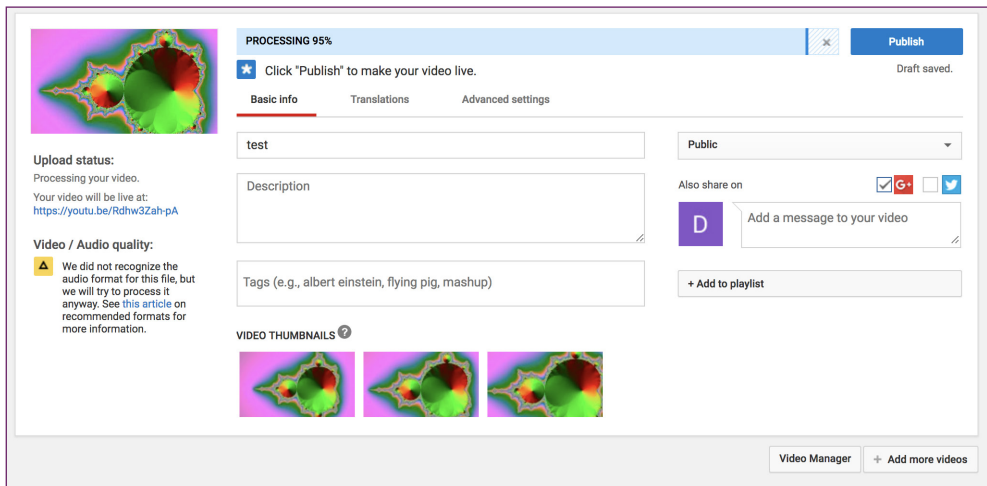 PROCESSING 95%
Publish
Click "Publish" to make your video live.
Draft saved.
Basic info
Translations
Advanced settings
test
Description
Tags (e.g., albert einstein, flying pig, mashup)
VIDEO THUMBNAILS ?
Public
Also share on
G+
D
Add a message to your video
+ Add to playlist
Upload status:
Processing your video.
Your video will be live at:
https://youtu.be/Rdhw3Zah-pA
Video / Audio quality:
We did not recognize the
audio format for this file, but
we will try to process it
anyway. See this article on
recommended formats for
more information.
Video Manager
+ Add more videos